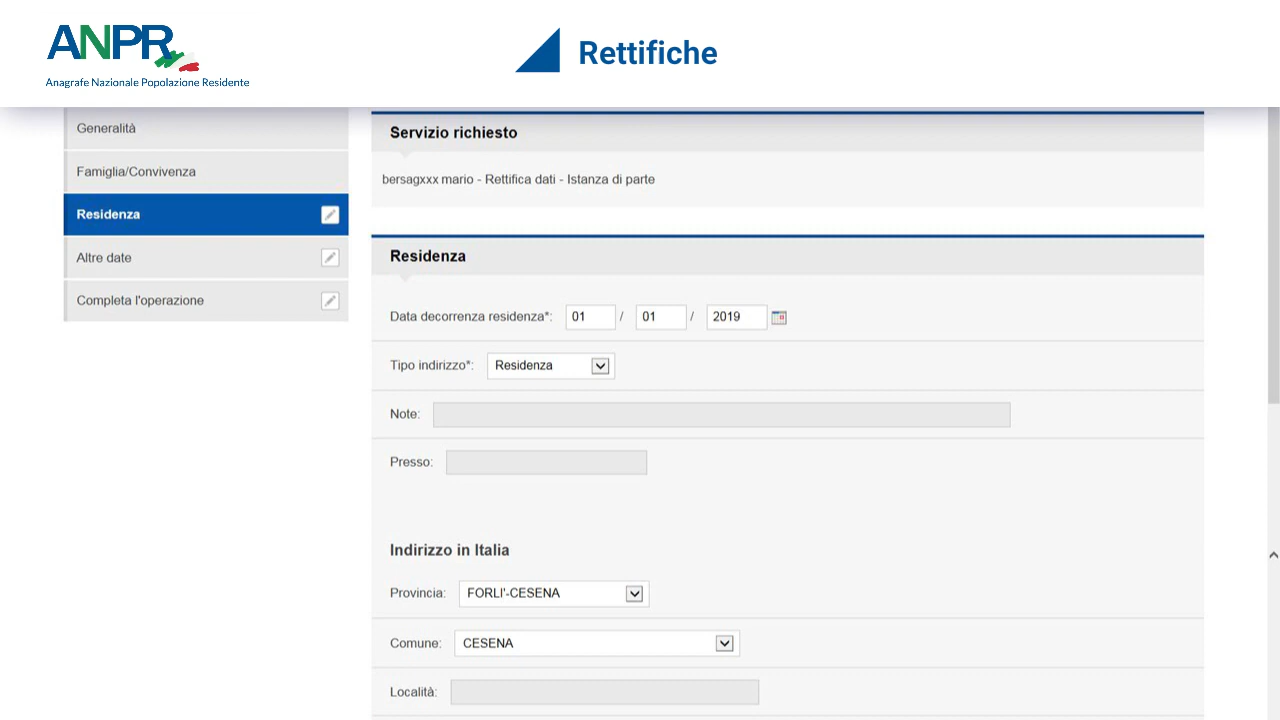 ANPR
Anagrafe Nazionale Popolazione Residente
Rettifiche
Generalità
Famiglia/Convivenza
Residenza
Altre date
Completa l'operazione
Servizio richiesto
bersagxxx mario - Rettifica dati - Istanza di parte
Residenza
Data decorrenza residenza*: 01 / 01 / 2019
Tipo indirizzo*: Residenza
Note:
Presso:
Indirizzo in Italia
Provincia: FORLI'-CESENA
Comune: CESENA
Località: